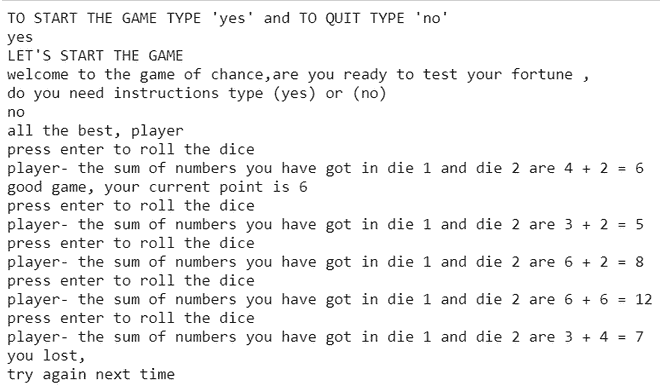 TO START THE GAME TYPE 'yes' and TO QUIT TYPE 'no'
yes
LET'S START THE GAME
welcome to the game of chance,are you ready to test your fortune ,
do you need instructions type (yes) or (no)
no
all the best, player
press enter to roll the dice
player- the sum of numbers you have got in die 1 and die 2 are 4 + 2 = 6
good game, your current point is 6
press enter to roll the dice
player- the sum of numbers you have got in die 1 and die 2 are 3 + 2 = 5
press enter to roll the dice
player- the sum of numbers you have got in die 1 and die 2 are 6 + 2 = 8
press enter to roll the dice
player- the sum of numbers you have got in die 1 and die 2 are 6 + 6 = 12
press enter to roll the dice
player- the sum of numbers you have got in die 1 and die 2 are 3 + 4 = 7
you lost,
try again next time